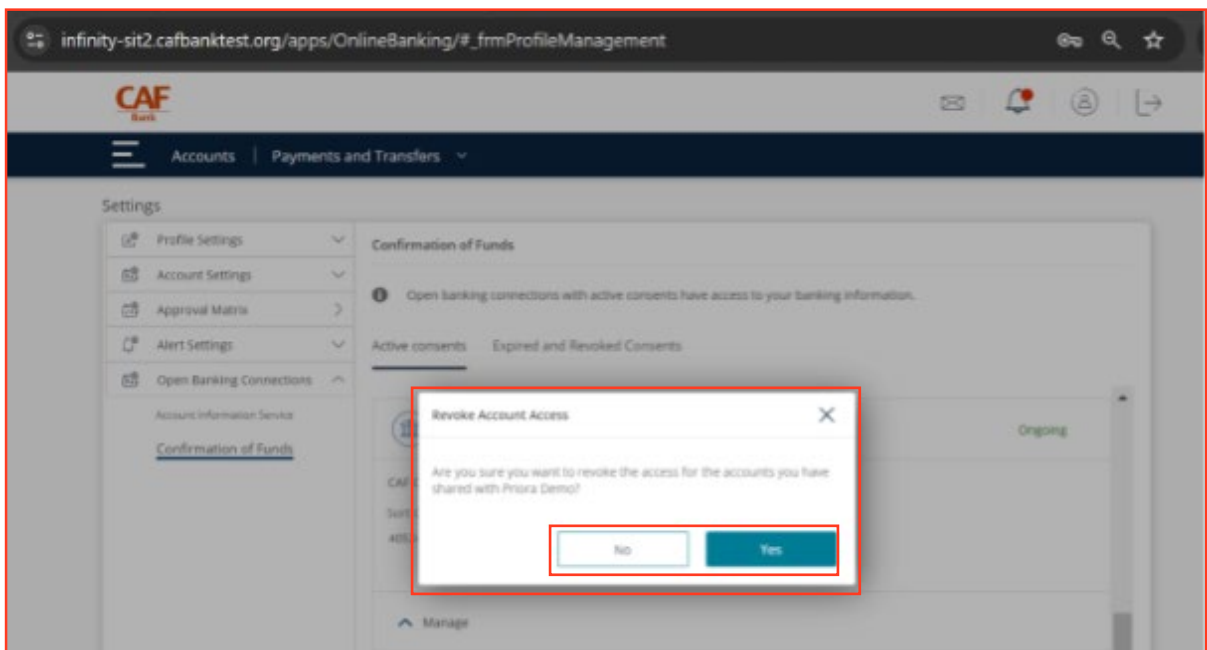 infinity-sit2.cafbanktest.org/apps/OnlineBanking/#_frmProfileManagement
CAF
Bank
Accounts | Payments and Transfers
Settings
Profile Settings
Account Settings
Approval Matrix
Alert Settings
Open Banking Connections
Account Information Service
Confirmation of Funds
Confirmation of Funds
Open banking connections with active consents have access to your banking information.
Active consents Expired and Revoked Consents
Ongoing
CAF
Sort
Revoke Account Access
Are you sure you want to revoke the access for the accounts you have
shared with Priora Demo?
No Yes
Manage